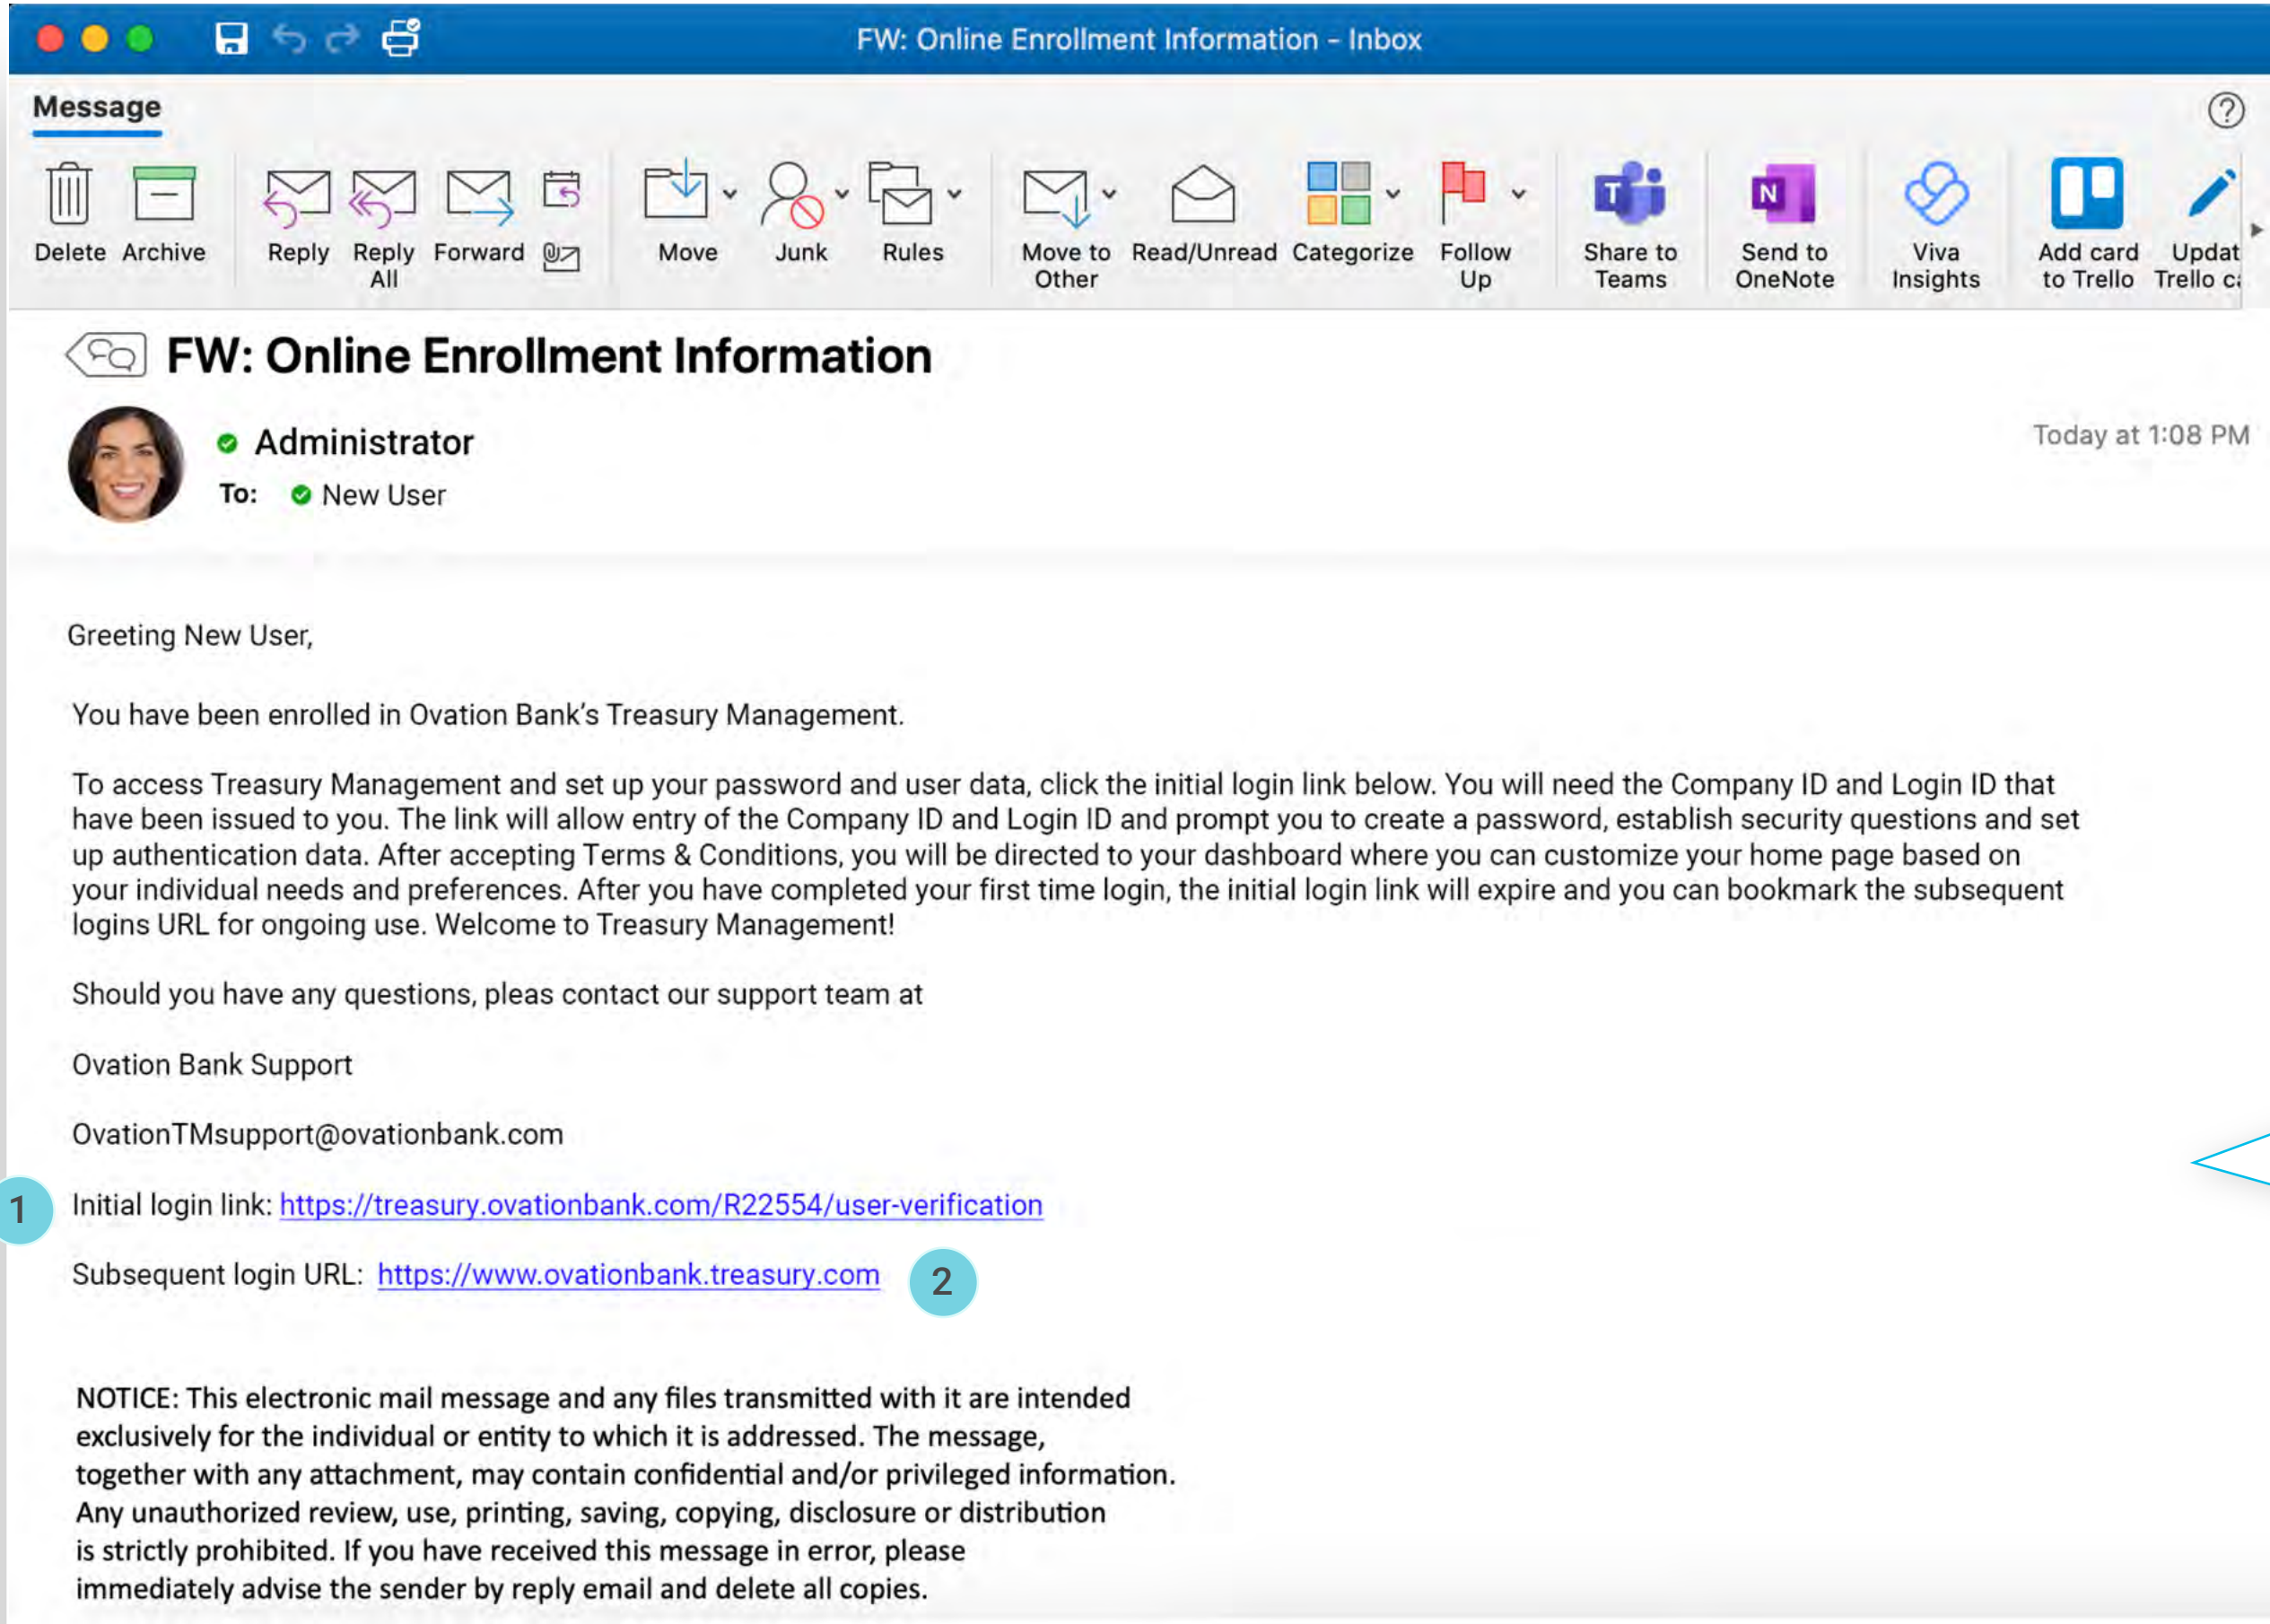 FW: Online Enrollment Information – Inbox
Message
Delete Archive Reply Reply All Forward Move Junk Rules Move to Other Read/Unread Categorize Follow Up Share to Teams Send to OneNote Viva Insights Add card to Trello Updat Trello ca
FW: Online Enrollment Information
Administrator
Today at 1:08 PM
To: New User
Greeting New User,
You have been enrolled in Ovation Bank's Treasury Management.
To access Treasury Management and set up your password and user data, click the initial login link below. You will need the Company ID and Login ID that
have been issued to you. The link will allow entry of the Company ID and Login ID and prompt you to create a password, establish security questions and set
up authentication data. After accepting Terms & Conditions, you will be directed to your dashboard where you can customize your home page based on
your individual needs and preferences. After you have completed your first time login, the initial login link will expire and you can bookmark the subsequent
logins URL for ongoing use. Welcome to Treasury Management!
Should you have any questions, pleas contact our support team at
Ovation Bank Support
OvationTMsupport@ovationbank.com
1 Initial login link: https://treasury.ovationbank.com/R22554/user-verification
Subsequent login URL: https://www.ovationbank.treasury.com 2
NOTICE: This electronic mail message and any files transmitted with it are intended
exclusively for the individual or entity to which it is addressed. The message,
together with any attachment, may contain confidential and/or privileged information.
Any unauthorized review, use, printing, saving, copying, disclosure or distribution
is strictly prohibited. If you have received this message in error, please
immediately advise the sender by reply email and delete all copies.